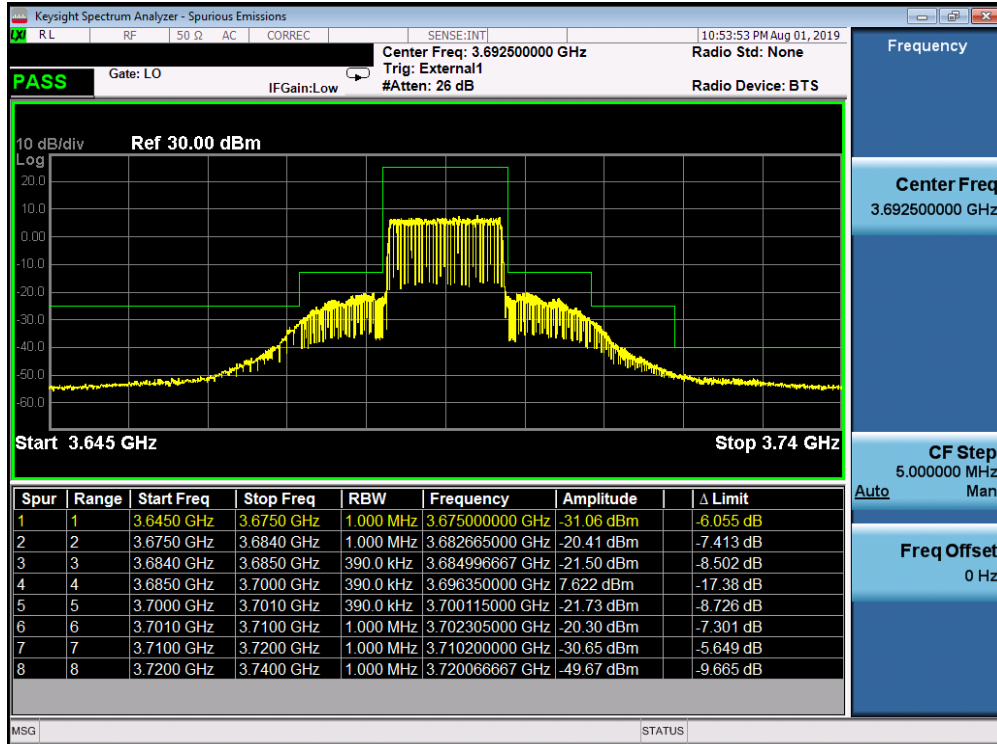 Keysight Spectrum Analyzer - Spurious Emissions
LXI RL RF 50 Ω AC CORREC SENSE:INT 10:53:53 PM Aug 01, 2019
Center Freq: 3.692500000 GHz Radio Std: None
PASS Gate: LO Trig: External1
IFGain:Low #Atten: 26 dB Radio Device: BTS
10 dB/div Ref 30.00 dBm
Log
20.0
10.0
0.00
-10.0
-20.0
-30.0
-40.0
-50.0
-60.0
Start 3.645 GHz Stop 3.74 GHz
Spur Range Start Freq Stop Freq RBW Frequency Amplitude Δ Limit
1 1 3.6450 GHz 3.6750 GHz 1.000 MHz 3.675000000 GHz -31.06 dBm -6.055 dB
2 2 3.6750 GHz 3.6840 GHz 1.000 MHz 3.682665000 GHz -20.41 dBm -7.413 dB
3 3 3.6840 GHz 3.6850 GHz 390.0 kHz 3.684996667 GHz -21.50 dBm -8.502 dB
4 4 3.6850 GHz 3.7000 GHz 390.0 kHz 3.696350000 GHz 7.622 dBm -17.38 dB
5 5 3.7000 GHz 3.7010 GHz 390.0 kHz 3.700115000 GHz -21.73 dBm -8.726 dB
6 6 3.7010 GHz 3.7100 GHz 1.000 MHz 3.702305000 GHz -20.30 dBm -7.301 dB
7 7 3.7100 GHz 3.7200 GHz 1.000 MHz 3.710200000 GHz -30.65 dBm -5.649 dB
8 8 3.7200 GHz 3.7400 GHz 1.000 MHz 3.720066667 GHz -49.67 dBm -9.665 dB
MSG STATUS
Frequency
Center Freq
3.692500000 GHz
CF Step
5.000000 MHz
Auto Man
Freq Offset
0 Hz